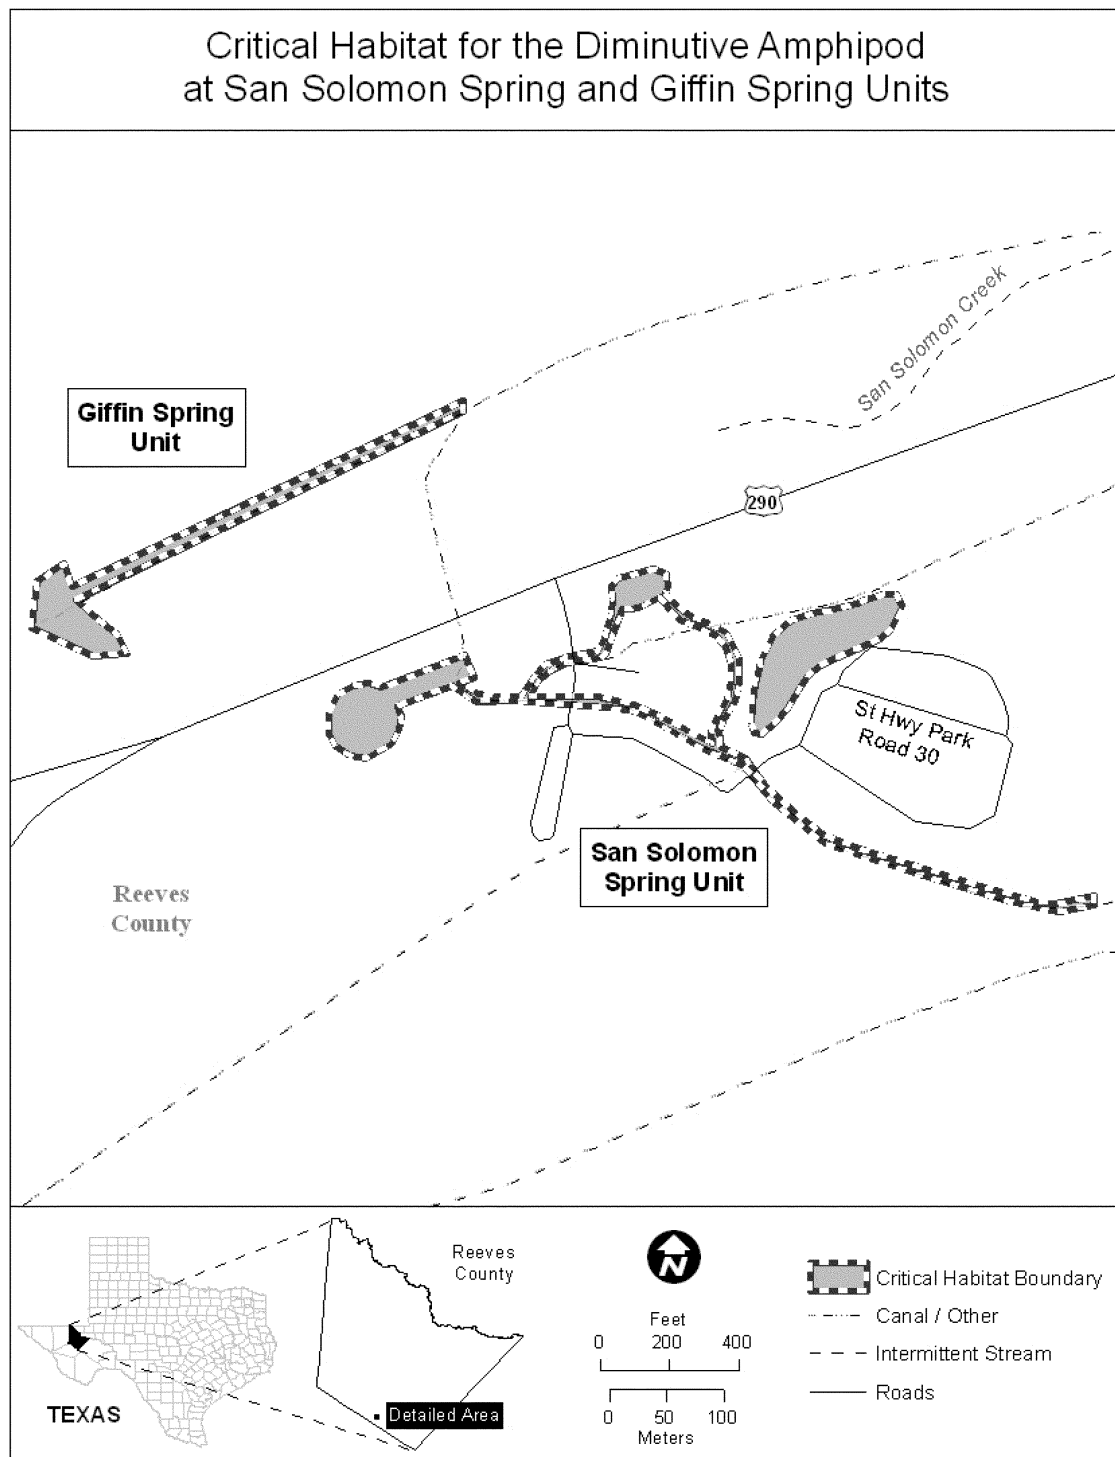 Critical Habitat for the Diminutive Amphipod
at San Solomon Spring and Giffin Spring Units
San Solomon Creek
Giffin Spring
Unit
290
St Hwy Park
Road 30
San Solomon
Spring Unit
Reeves
County
Reeves
County
TEXAS
Detailed Area
N
Feet
0 200 400
0 50 100
Meters
Critical Habitat Boundary
Canal / Other
Intermittent Stream
Roads